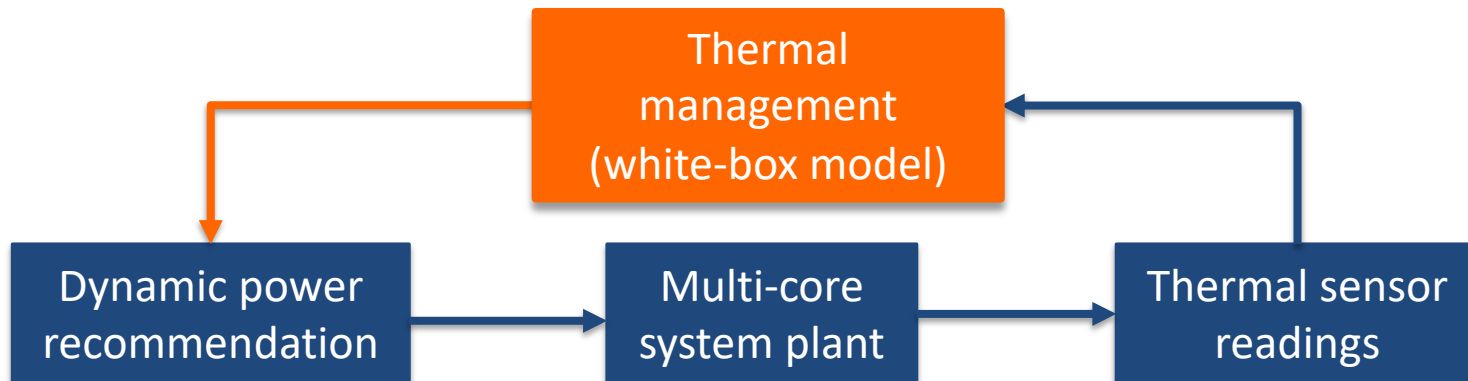 Thermal
management
(white-box model)
Dynamic power
recommendation
Multi-core
system plant
Thermal sensor
readings